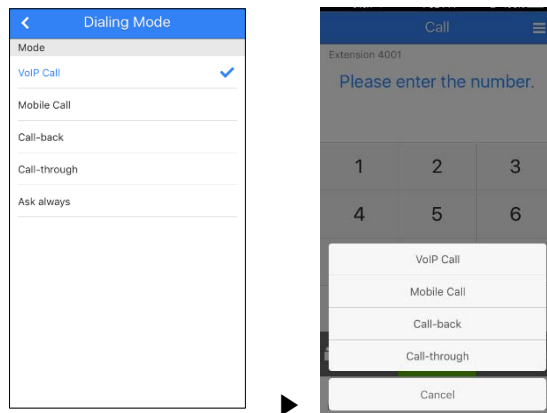 Dialing Mode
Mode
VoIP Call
Mobile Call
Call-back
Call-through
Ask always
Call
Extension 4001
Please enter the number.
1 2 3
4 5 6
VoIP Call
Mobile Call
Call-back
Call-through
Cancel